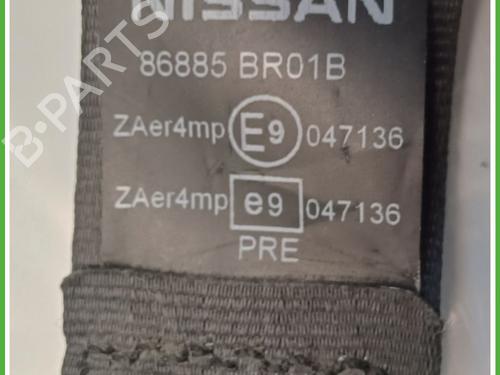 NISSAN
86885 BR01B
ZAer4mp E9 047136
ZAer4mp e9 047136
PRE
B-PARTS